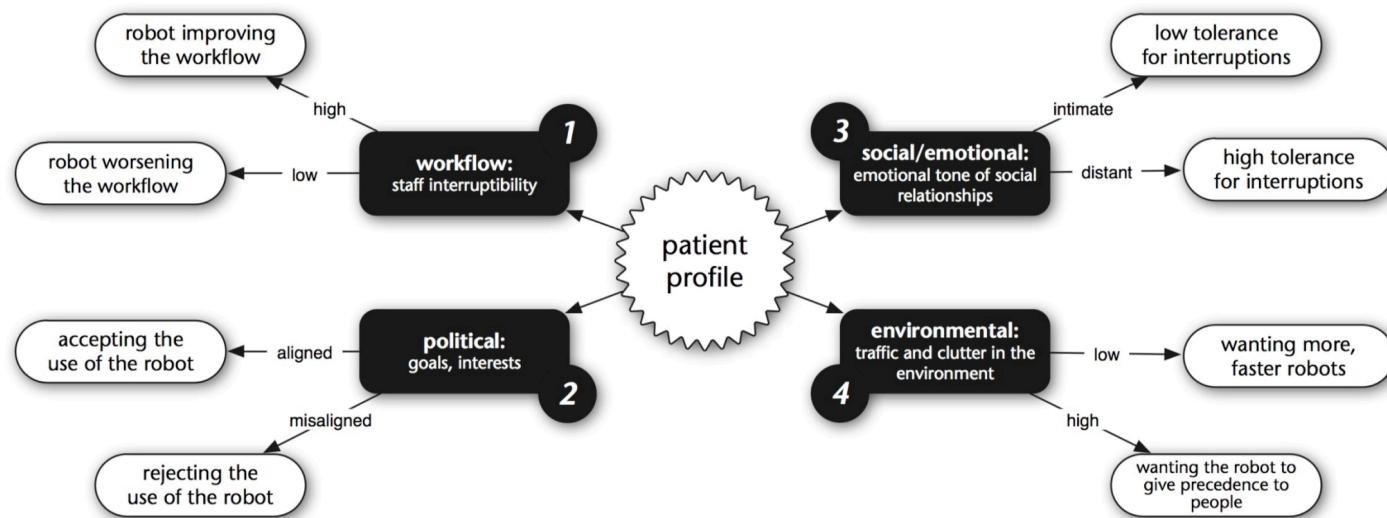 robot improving
the workflow
high
1
workflow:
staff interruptibility
robot worsening
the workflow
low
accepting the
use of the robot
aligned
political:
goals, interests
2
misaligned
rejecting the
use of the robot
patient
profile
low tolerance
for interruptions
intimate
3
social/emotional:
emotional tone of social
relationships
distant
high tolerance
for interruptions
environmental:
traffic and clutter in the
environment
4
low
wanting more,
faster robots
high
wanting the robot to
give precedence to
people